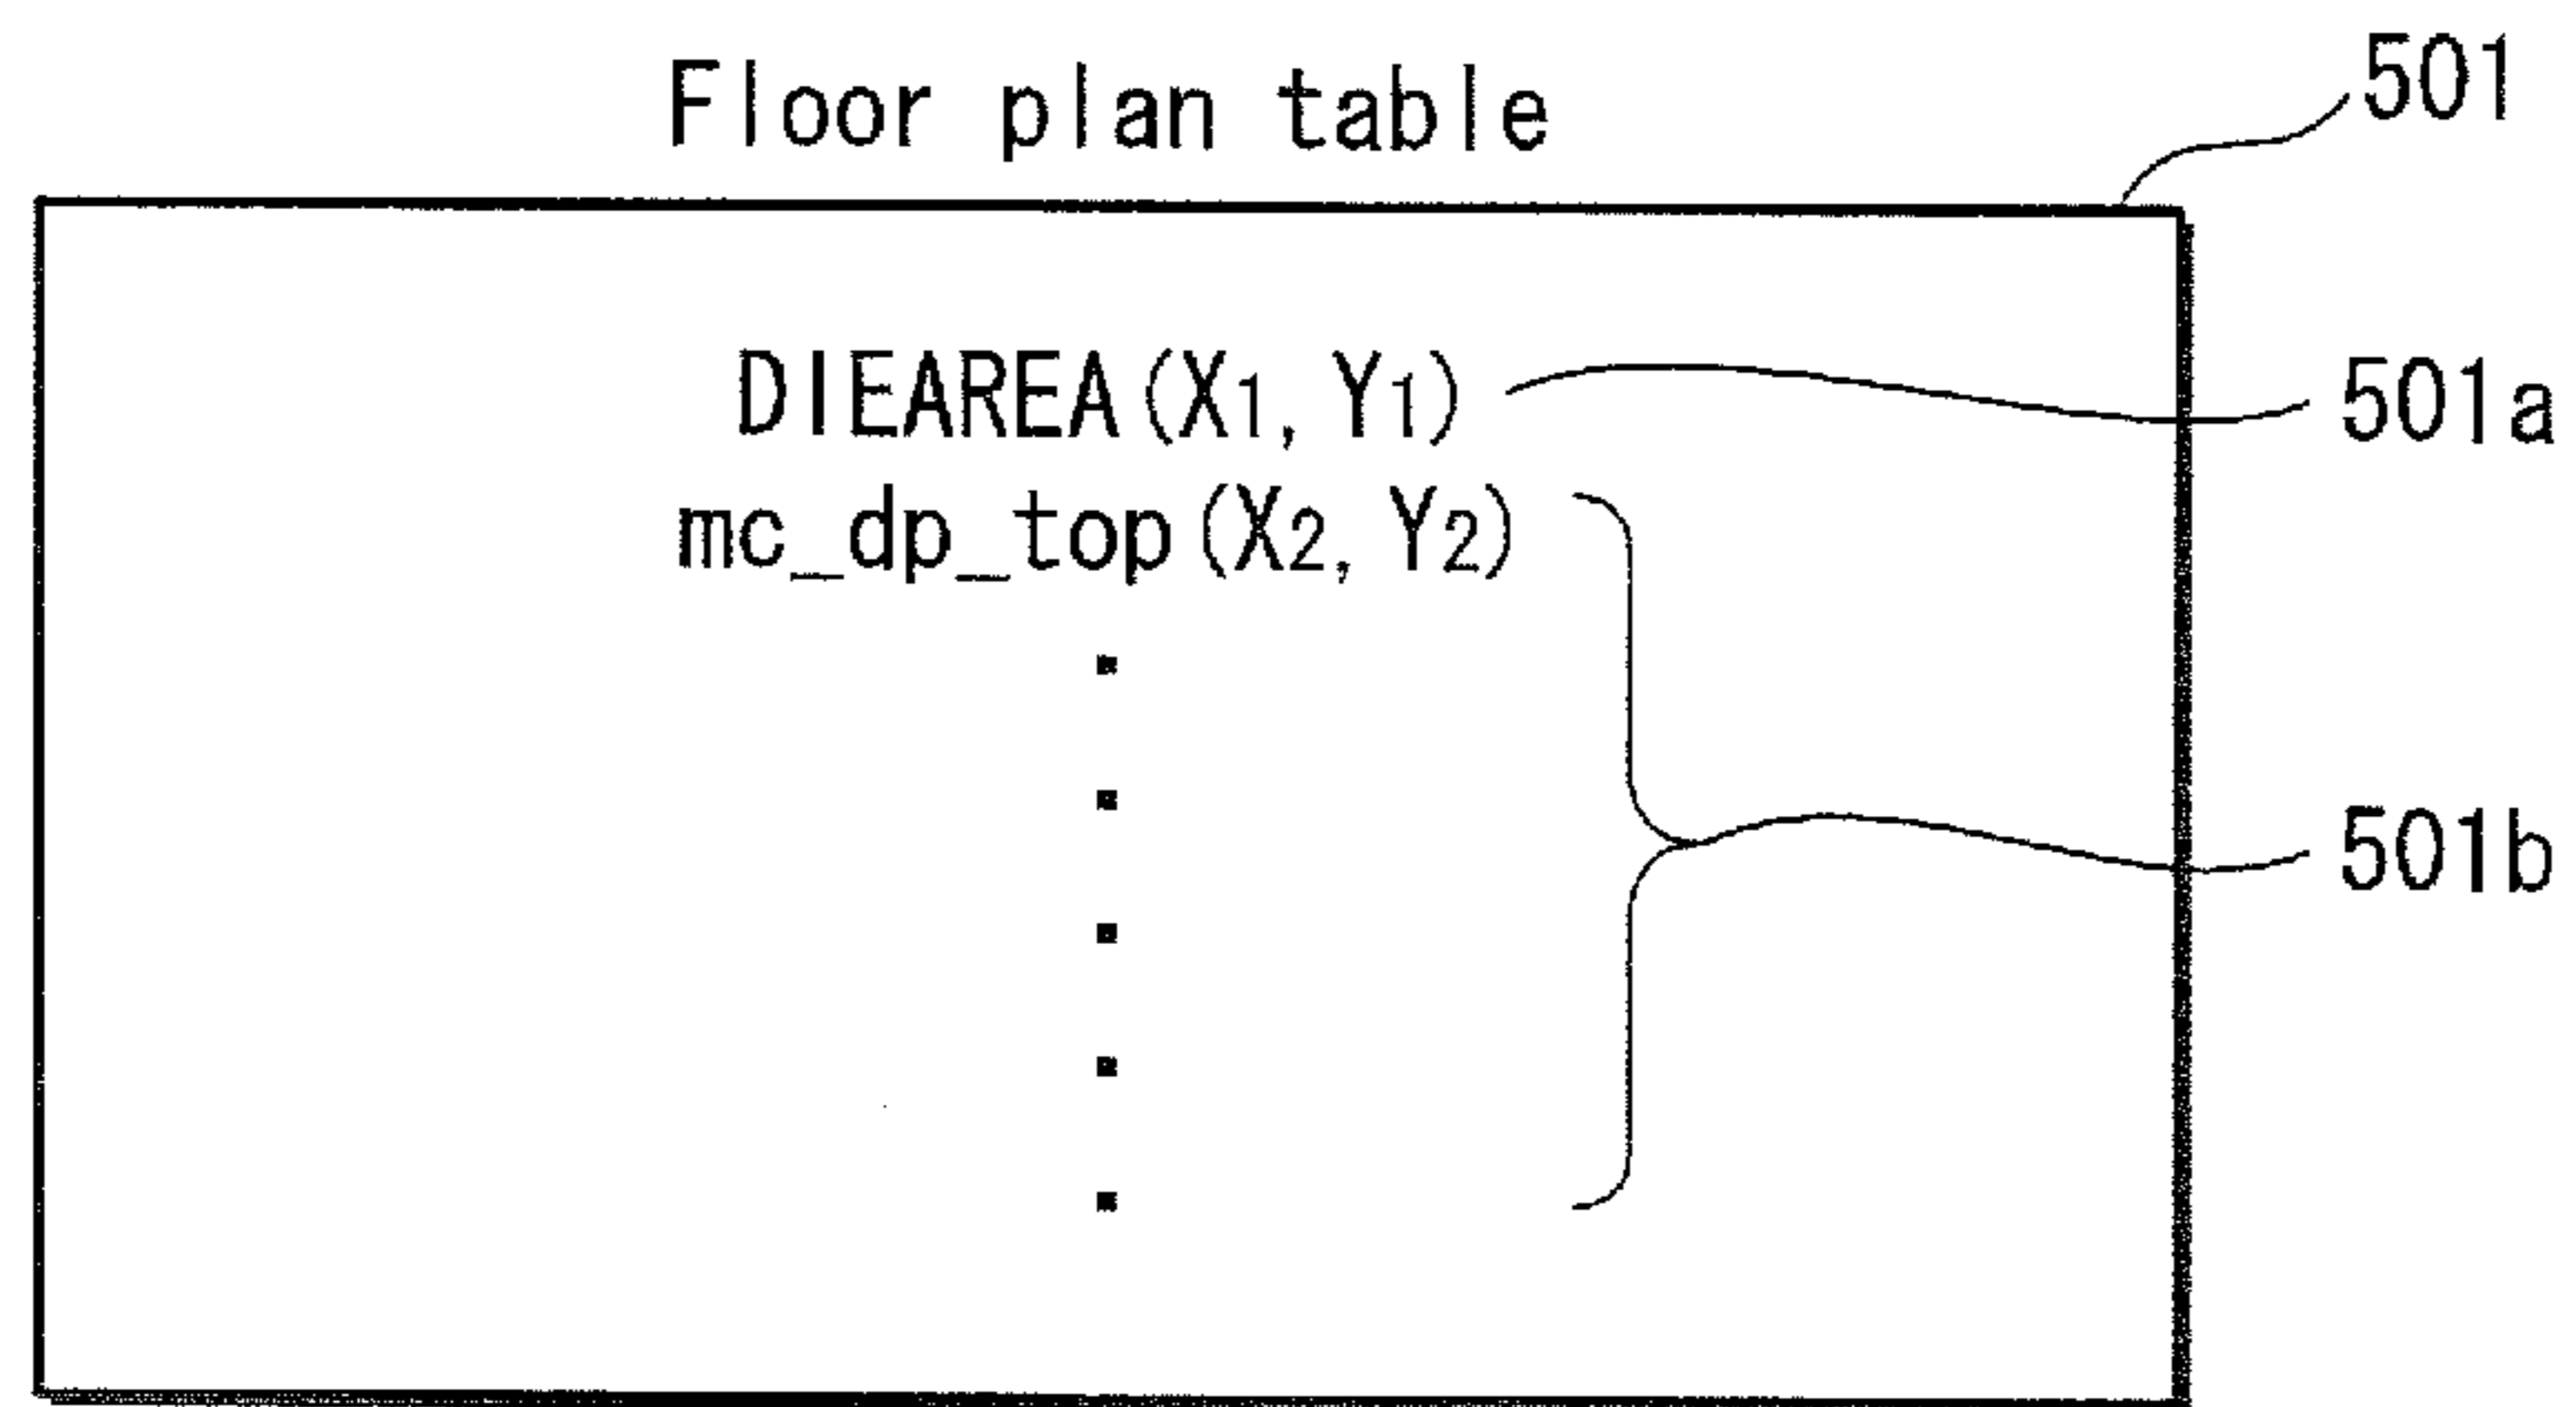 Floor plan table
501
DIEAREA(X1, Y1)
501a
mc_dp_top(X2, Y2)
501b